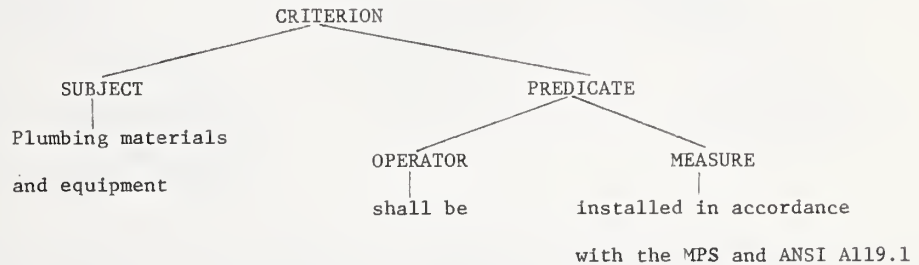 CRITERION
SUBJECT
PREDICATE
Plumbing materials
and equipment
OPERATOR
MEASURE
shall be
installed in accordance
with the MPS and ANSI A119.1